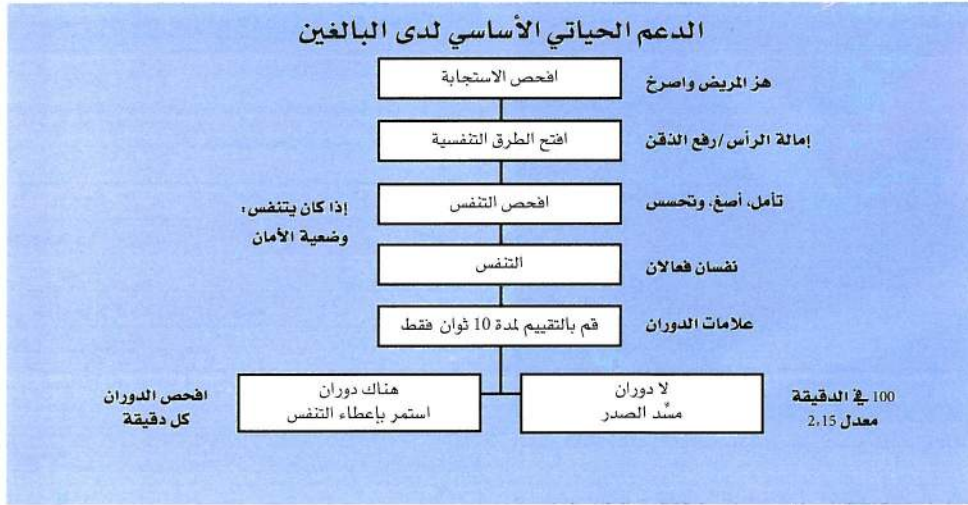 الدعم الحياتي الأساسي لدى البالغين
هز المريض واصرخ
افحص الاستجابة
إمالة الرأس/رفع الذقن
افتح الطرق التنفسية
تأمل، أصغ، وتحسس
افحص التنفس
إذا كان يتنفس:
وضعية الأمان
نفسان فعالان
التنفس
علامات الدوران
قم بالتقييم لمدة 10 ثوان فقط
100 في الدقيقة
معدل 2،15
لا دوران
مسِّد الصدر
هناك دوران
استمر بإعطاء التنفس
افحص الدوران
كل دقيقة